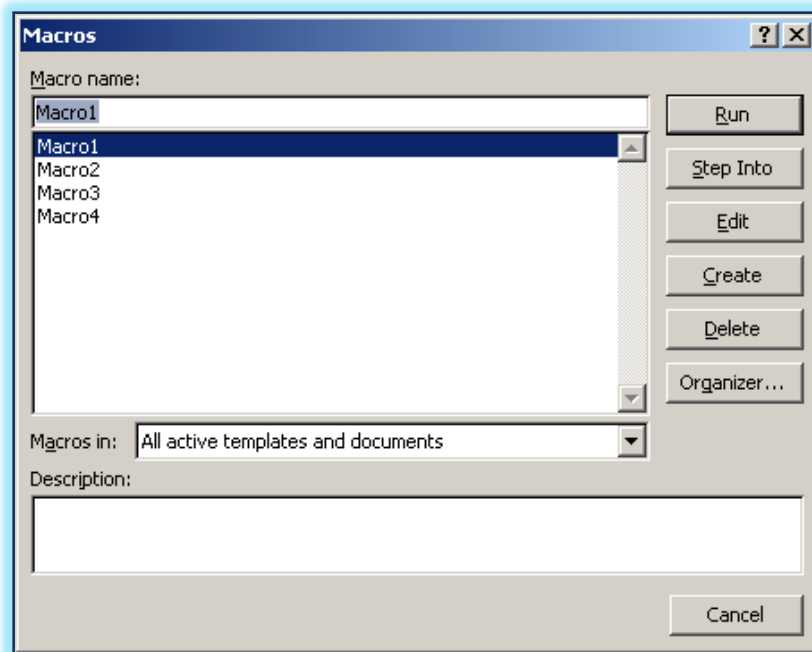 Macros
Macro name:
Macro1
Run
Macro1
Macro2
Macro3
Macro4
Step Into
Edit
Create
Delete
Organizer...
Macros in: All active templates and documents
Description:
Cancel